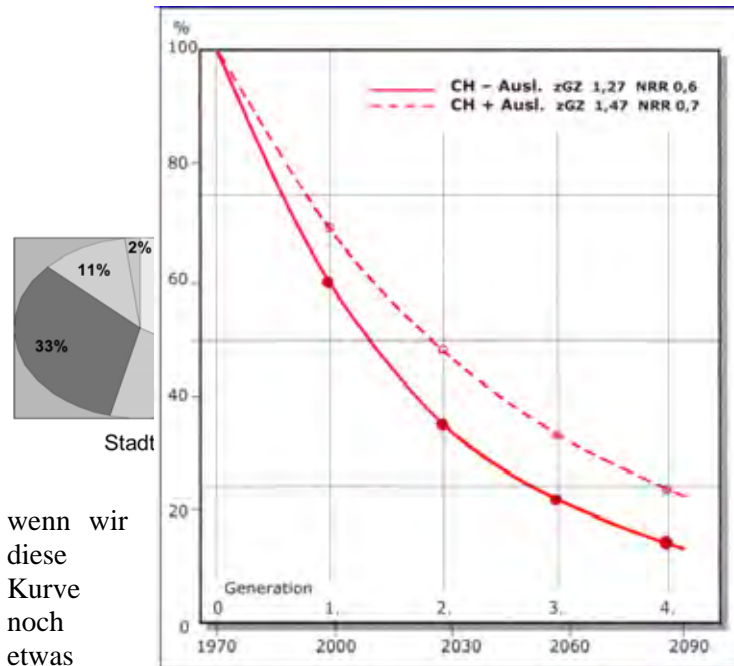 %
100
CH – Ausl. zGZ 1,27 NRR 0,6
CH + Ausl. zGZ 1,47 NRR 0,7
80
60
40
20
0
Generation
0 1. 2. 3. 4.
1970 2000 2030 2060 2090
2%
11%
33%
Stadt
wenn wir
diese
Kurve
noch
etwas